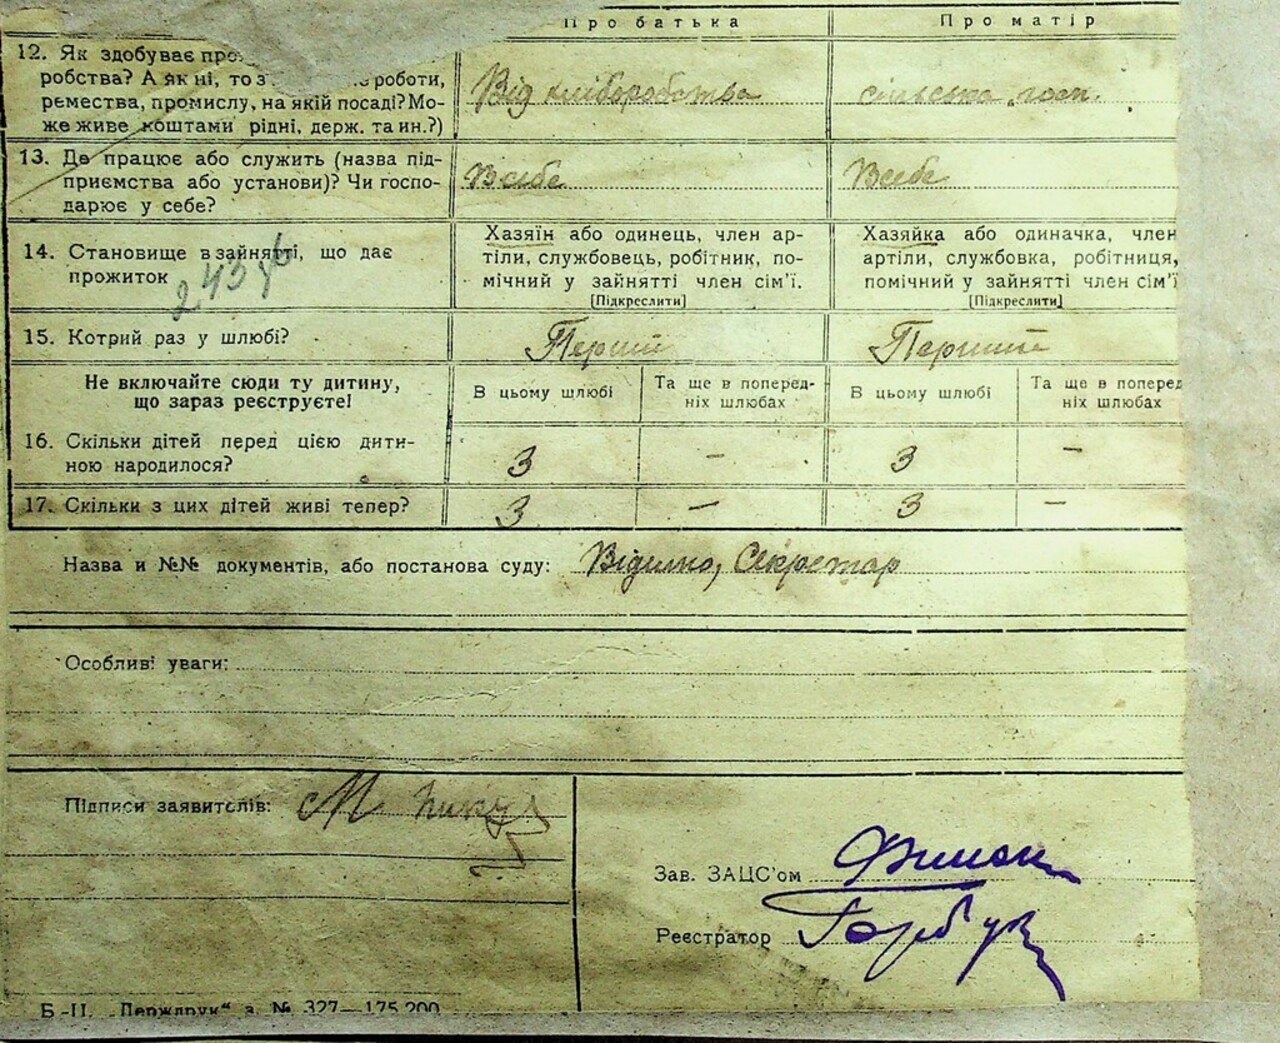 Про батька
Про матір
12. Як здобуває про
робства? А як ні, то з роботи,
ремества, промислу, на якій посаді? Мо-
же живе коштами рідні, держ. та ин.?)
Від хліборобства
сільська госп.
13. Де працює або служить (назва під-
приємства або установи)? Чи госпо-
дарює у себе?
В себе
В себе
14. Становище в зайнятті, що дає
прожиток
Хазяїн або одинець, член ар-
тіли, службовець, робітник, по-
мічний у зайнятті член сім'ї.
[Підкреслити]
Хазяйка або одиначка, член
артіли, службовка, робітниця,
помічний у зайнятті член сім'ї
[Підкреслити]
15. Котрий раз у шлюбі?
Перший
Перший
Не включайте сюди ту дитину,
що зараз реєструєте!
В цьому шлюбі
Та ще в поперед-
ніх шлюбах
В цьому шлюбі
Та ще в поперед
ніх шлюбах
16. Скільки дітей перед цією дити-
ною народилося?
3 – 3 –
17. Скільки з цих дітей живі тепер?
3 – 3 –
Назва и №№ документів, або постанова суду: Відомо, Секретар
Особливі уваги:
Підписи заявителів: М
Зав. ЗАЦС'ом
Реєстратор
Б-П. „Держдрук" з. № 327—175.200